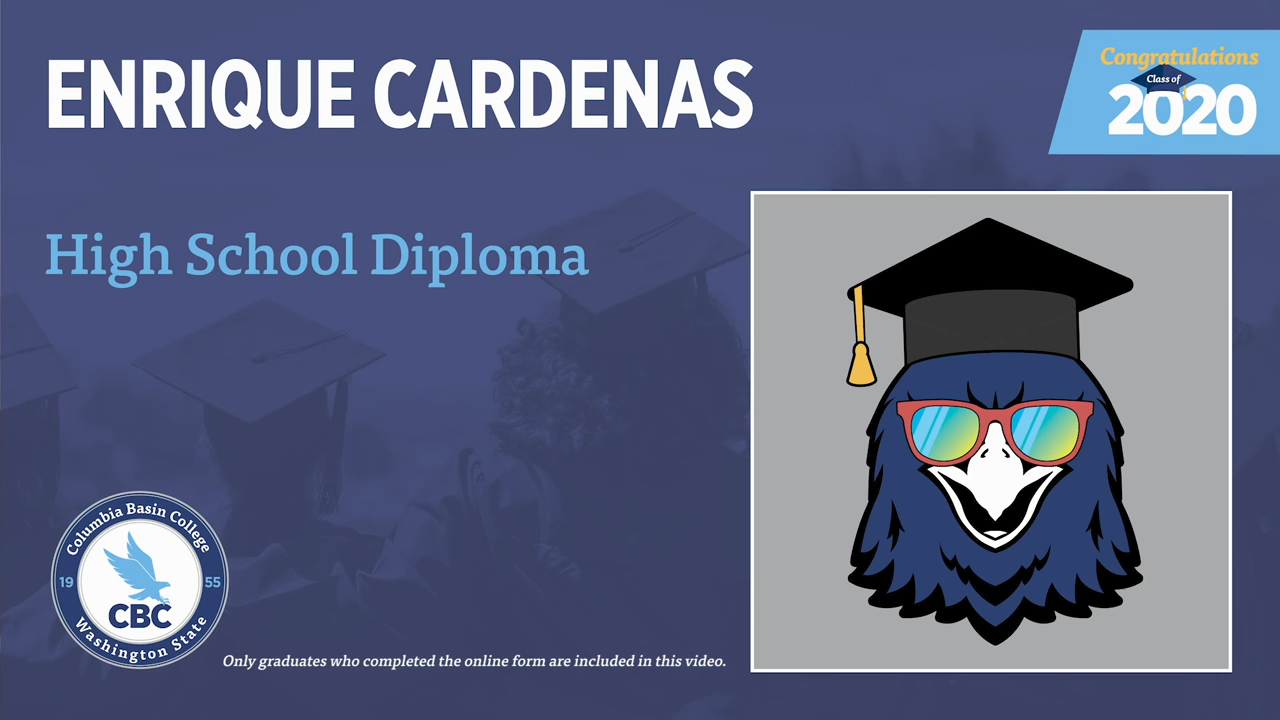 ENRIQUE CARDENAS
Congratulations
Class of
2020
High School Diploma
Columbia Basin College
19 55
CBC
Washington State
Only graduates who completed the online form are included in this video.